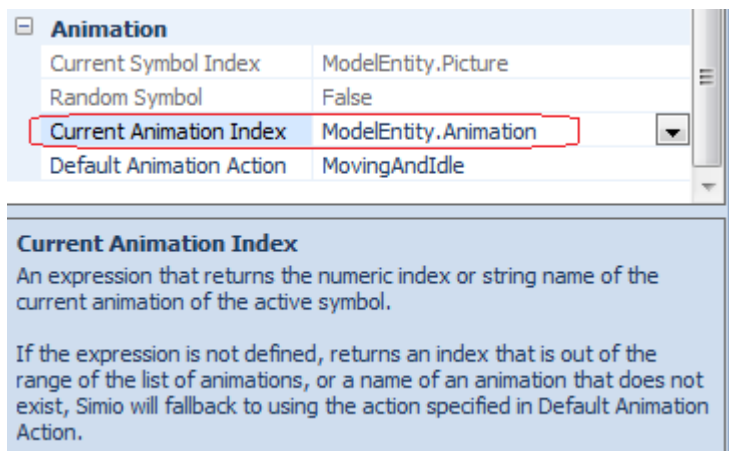 Animation
Current Symbol Index ModelEntity.Picture
Random Symbol False
Current Animation Index ModelEntity.Animation
Default Animation Action MovingAndIdle
Current Animation Index
An expression that returns the numeric index or string name of the
current animation of the active symbol.
If the expression is not defined, returns an index that is out of the
range of the list of animations, or a name of an animation that does not
exist, Simio will fallback to using the action specified in Default Animation
Action.